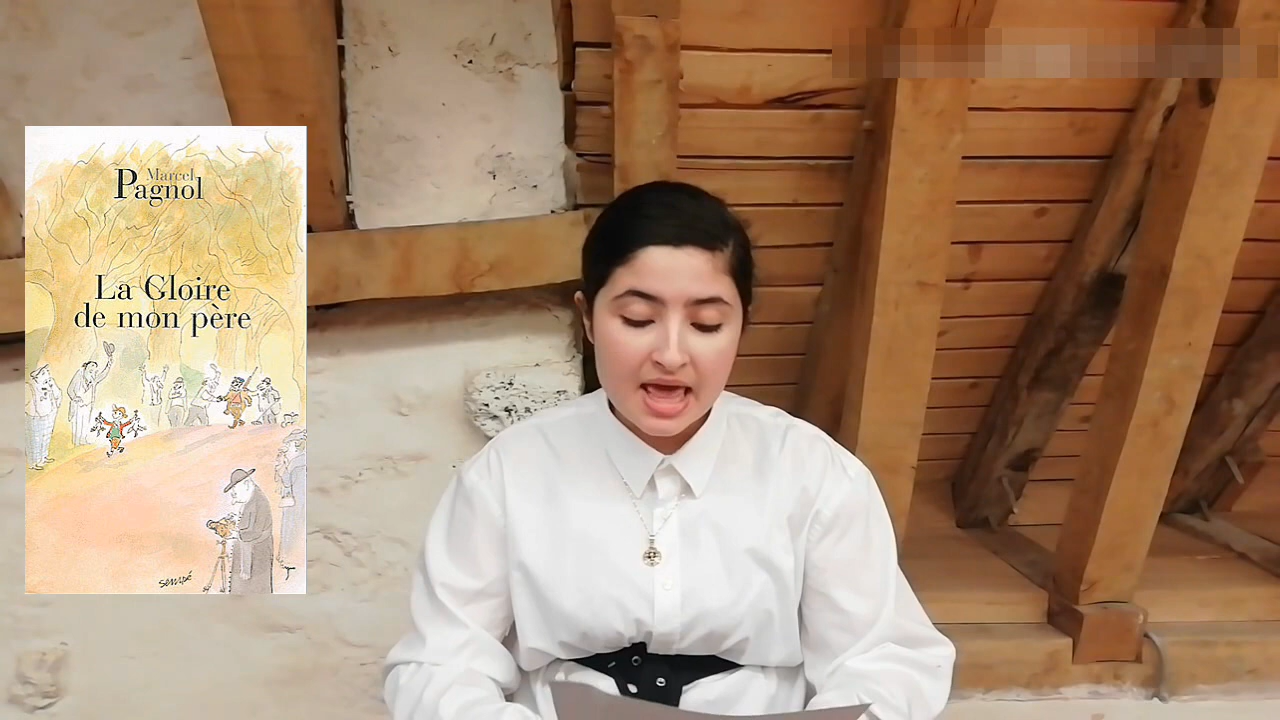 Marcel
Pagnol
La Gloire
de mon père
sempé